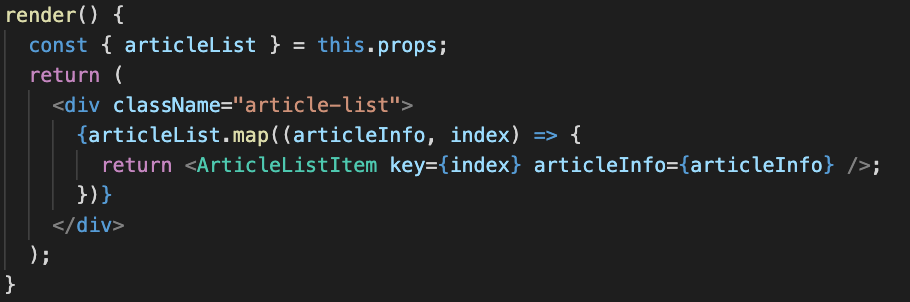 render() {
  const { articleList } = this.props;
  return (
    <div className="article-list">
      {articleList.map((articleInfo, index) => {
        return <ArticleListItem key={index} articleInfo={articleInfo} />;
      })}
    </div>
  );
}